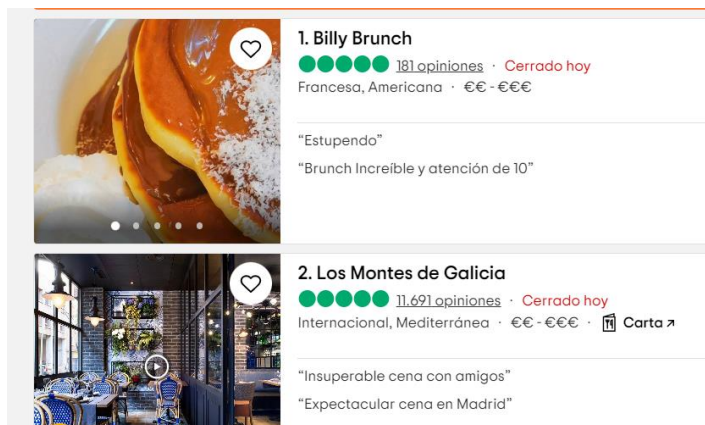 1. Billy Brunch
181 opiniones · Cerrado hoy
Francesa, Americana · €€ - €€€
“Estupendo”
“Brunch Increíble y atención de 10”
2. Los Montes de Galicia
11.691 opiniones · Cerrado hoy
Internacional, Mediterránea · €€ - €€€ · Carta
“Insuperable cena con amigos”
“Expectacular cena en Madrid”